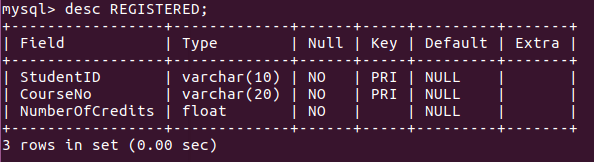 mysql> desc REGISTERED;
+-----------------+-------------+------+-----+---------+-------+
| Field           | Type        | Null | Key | Default | Extra |
+-----------------+-------------+------+-----+---------+-------+
| StudentID       | varchar(10) | NO   | PRI | NULL    |       |
| CourseNo        | varchar(20) | NO   | PRI | NULL    |       |
| NumberOfCredits | float       | NO   |     | NULL    |       |
+-----------------+-------------+------+-----+---------+-------+
3 rows in set (0.00 sec)